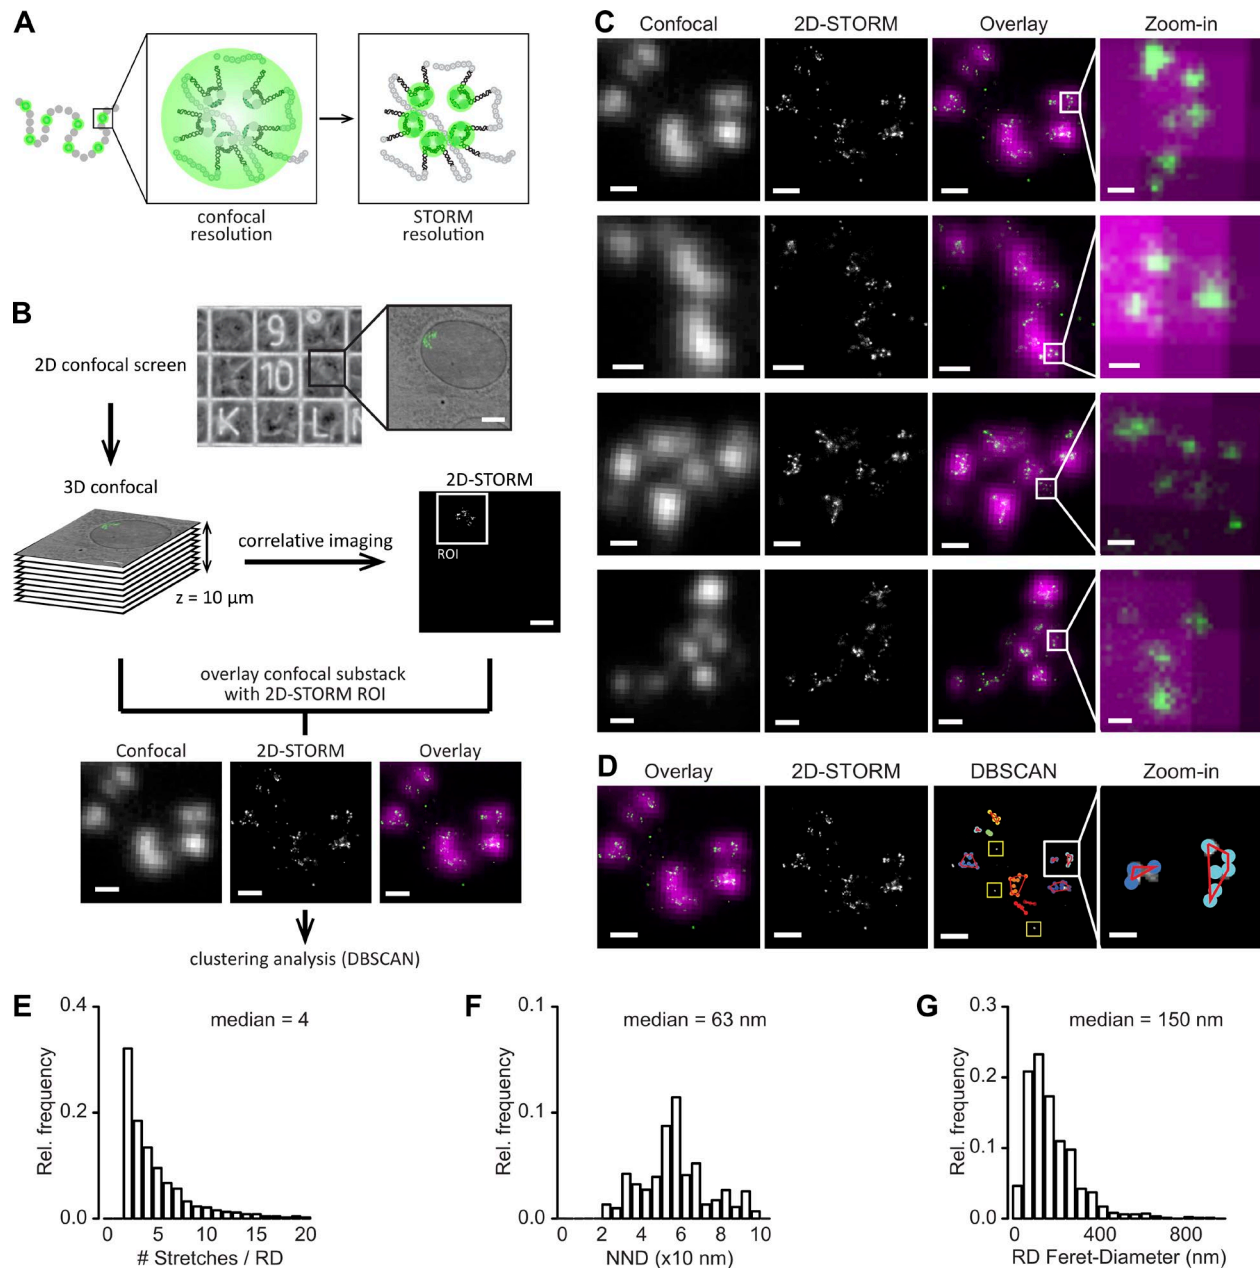 A
confocal
resolution
STORM
resolution
B
2D confocal screen
9
10
K
L
3D confocal
z = 10 µm
correlative imaging
2D-STORM
ROI
overlay confocal substack
with 2D-STORM ROI
Confocal
2D-STORM
Overlay
clustering analysis (DBSCAN)
C
Confocal
2D-STORM
Overlay
Zoom-in
D
Overlay
2D-STORM
DBSCAN
Zoom-in
E
median = 4
Rel. frequency
0.4
0.2
0.0
0 5 10 15 20
# Stretches / RD
F
median = 63 nm
Rel. frequency
0.1
0.1
0.0
0 2 4 6 8 10
NND (x10 nm)
G
median = 150 nm
Rel. frequency
0.3
0.2
0.1
0.0
0 400 800
RD Feret-Diameter (nm)